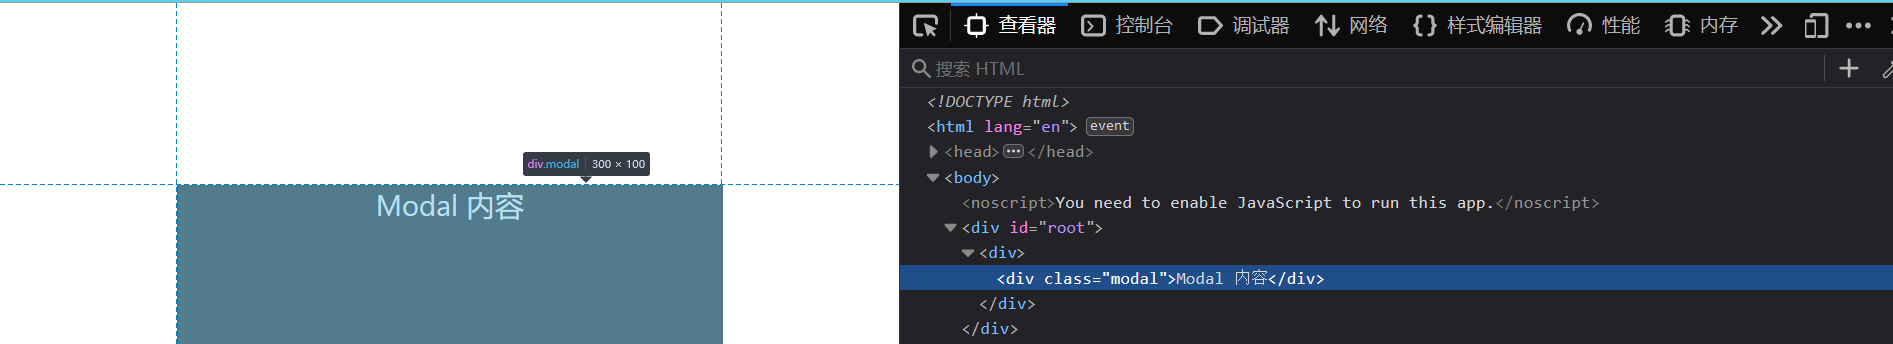 div.modal 300 × 100
Modal 内容
查看器 控制台 调试器 网络 样式编辑器 性能 内存
搜索 HTML
<!DOCTYPE html>
<html lang="en"> event
<head> ••• </head>
<body>
<noscript>You need to enable JavaScript to run this app.</noscript>
<div id="root">
<div>
<div class="modal">Modal 内容</div>
</div>
</div>